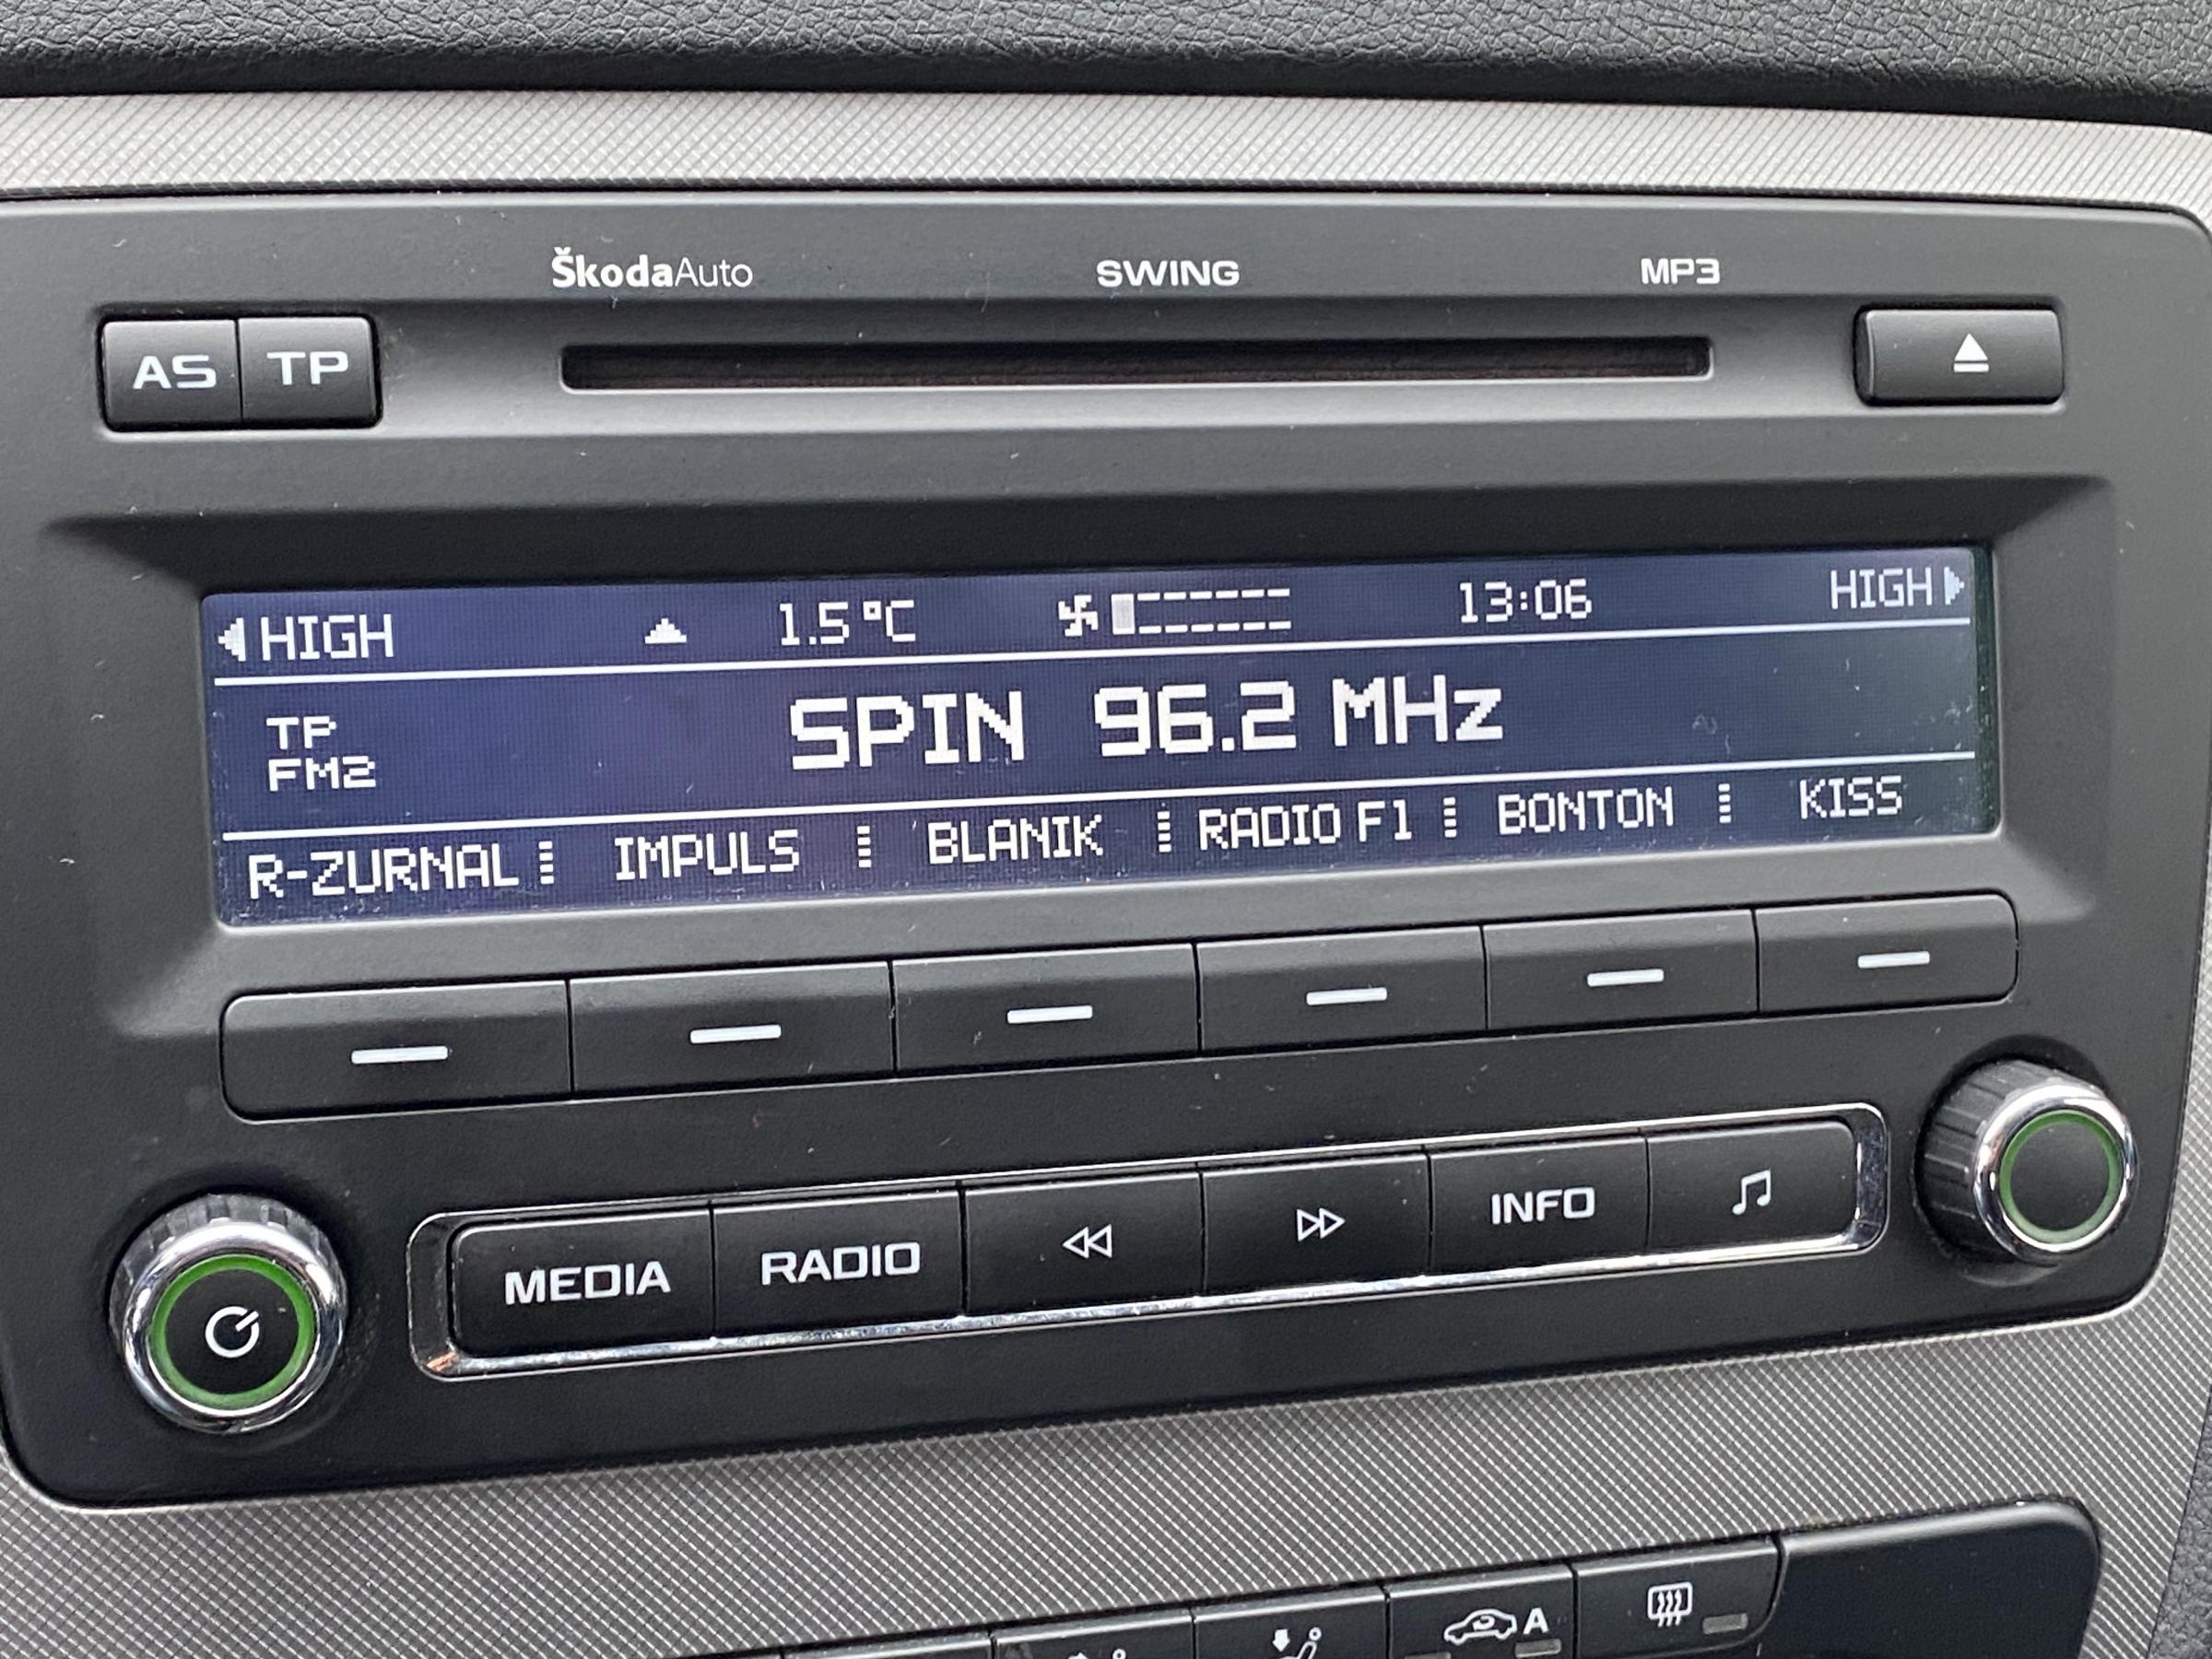 ŠkodaAuto SWING MP3
AS TP
HIGH 1.5 °C 13:06 HIGH
TP
FM2
SPIN 96.2 MHz
R-ZURNAL IMPULS BLANIK RADIO F1 BONTON KISS
MEDIA RADIO INFO
A